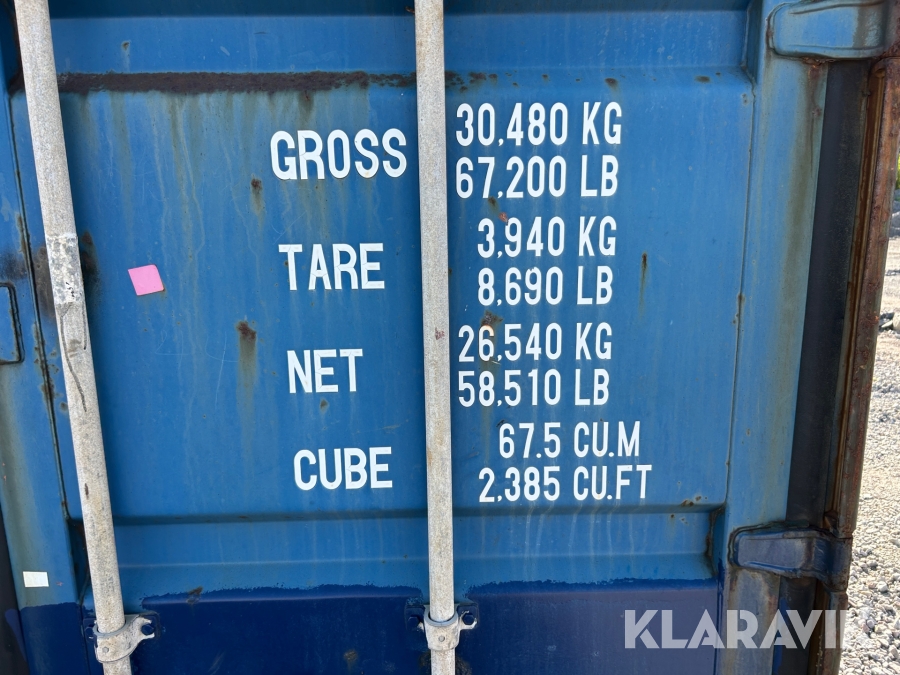 GROSS 30,480 KG
67,200 LB
TARE 3,940 KG
8,690 LB
NET 26,540 KG
58,510 LB
CUBE 67.5 CU.M
2,385 CU.FT
KLARAVIK